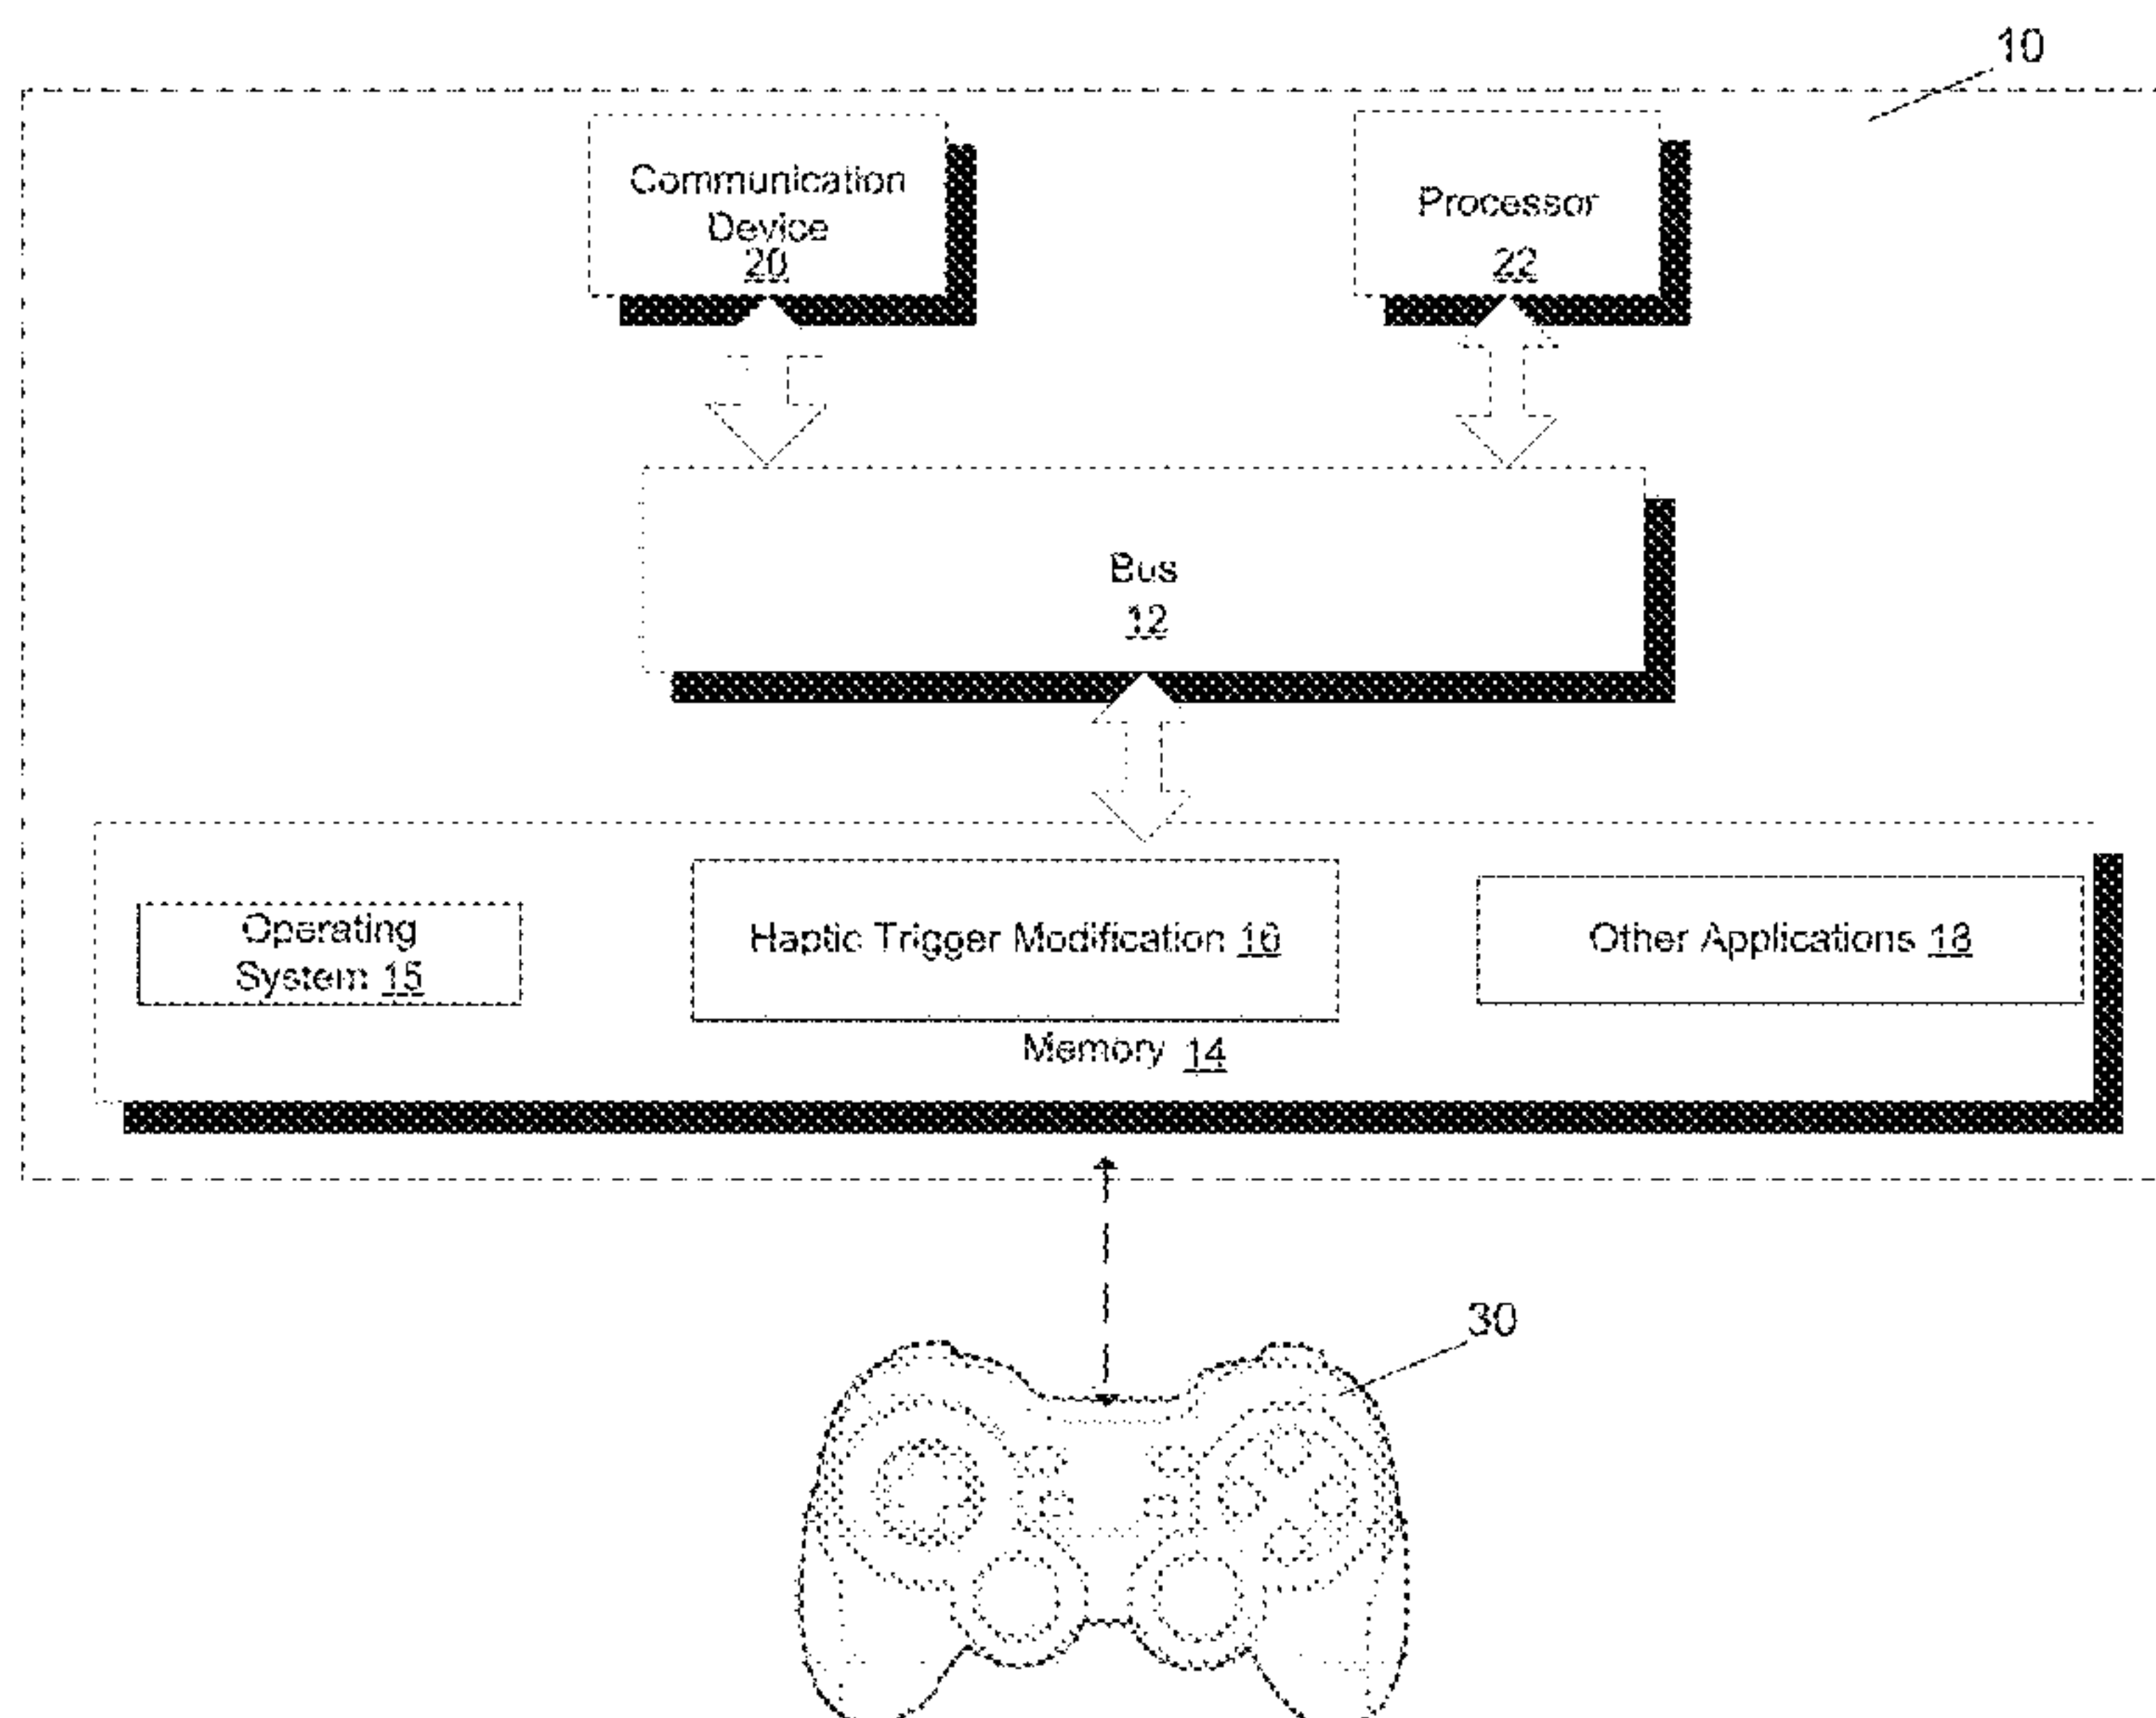 10
Communication
Device
20
Processor
22
Bus
12
Operating
System 15
Haptic Trigger Modification 16
Other Applications 18
Memory 14
30